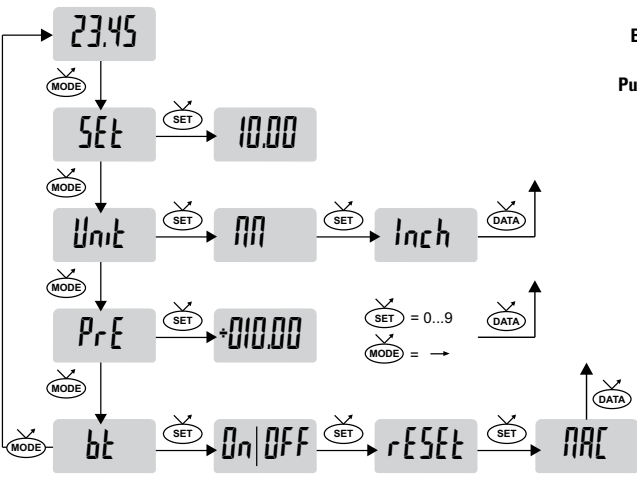 23.45
E
MODE
Pu
SEt SET 10.00
MODE
Unit SET MM SET Inch DATA
MODE
PrE SET +010.00 SET = 0...9 DATA
MODE = →
MODE
DATA
MODE bt SET On|OFF SET rESEt SET MAC